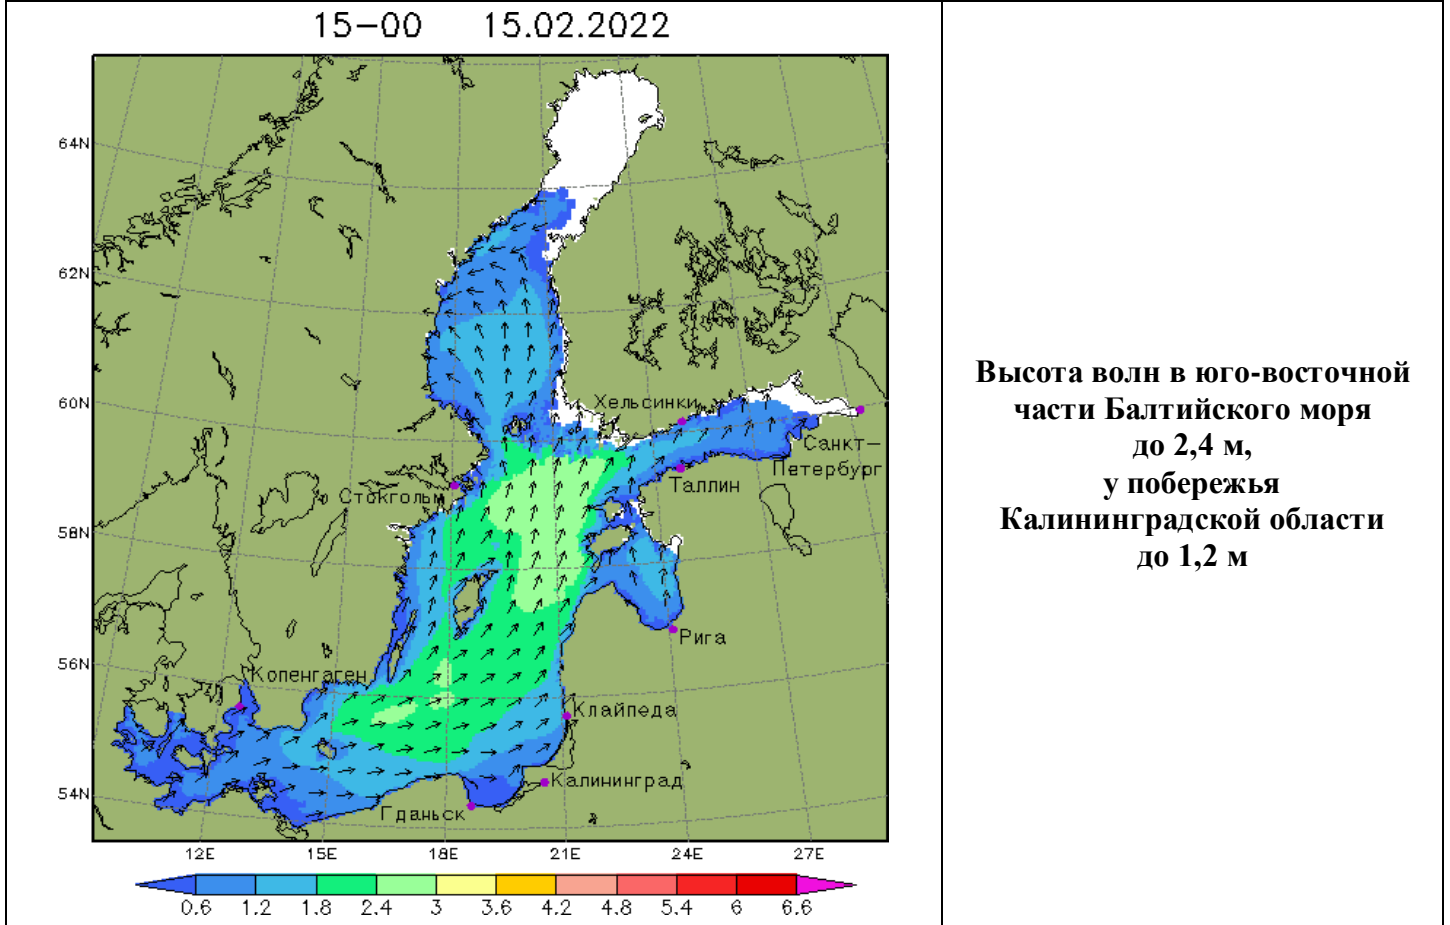 15-00 15.02.2022
64N
62N
60N
58N
56N
54N
Хельсинки
Санкт-
Петербург
Таллин
Стокгольм
Рига
Копенгаген
Клайпеда
Калининград
Гданьск
12E 15E 18E 21E 24E 27E
0.6 1.2 1.8 2.4 3 3.6 4.2 4.8 5.4 6 6.6
Высота волн в юго-восточной
части Балтийского моря
до 2,4 м,
у побережья
Калининградской области
до 1,2 м